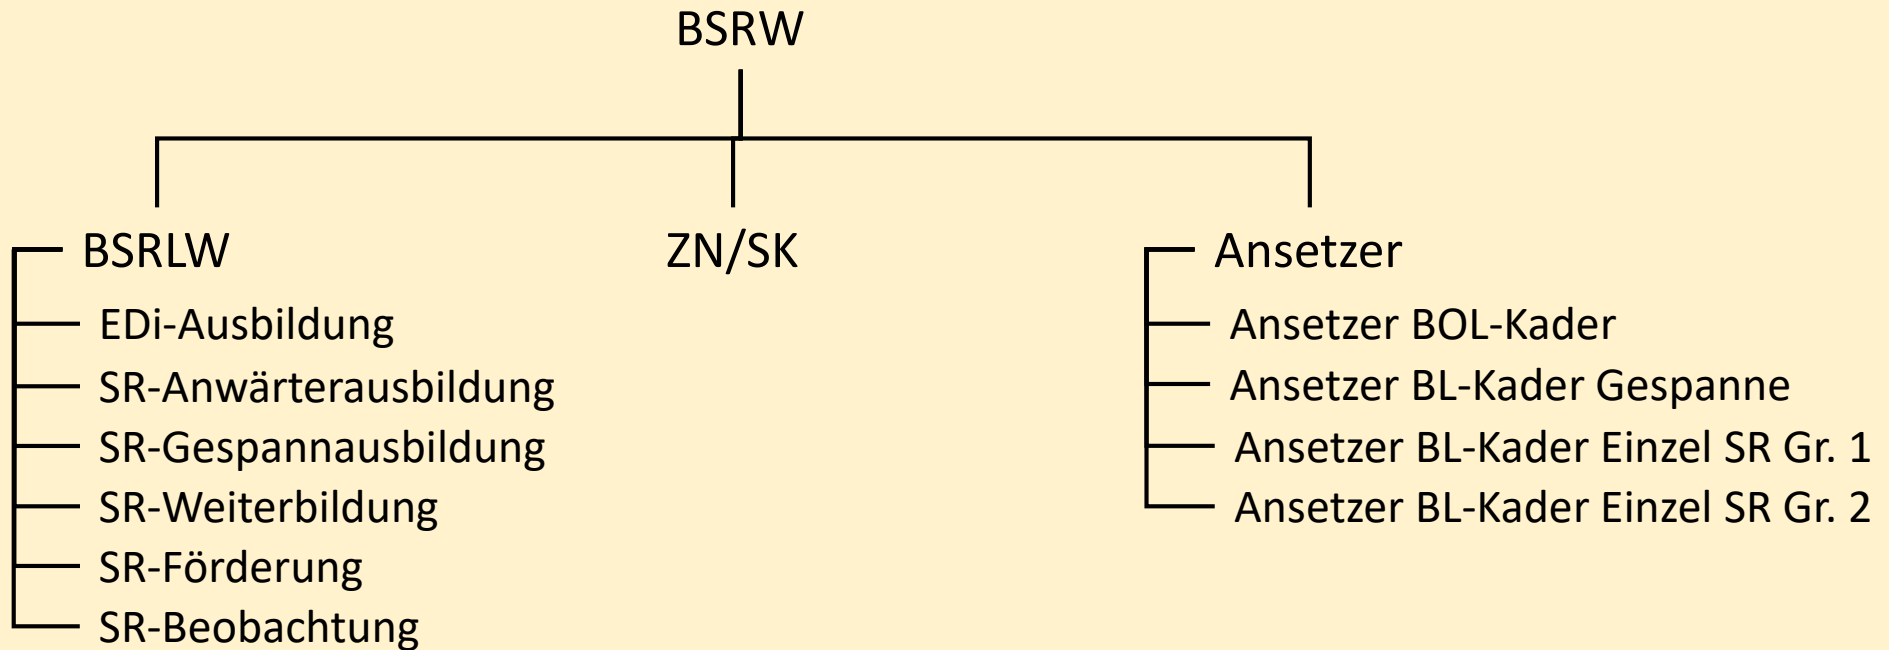 BSRW
BSRLW
EDi-Ausbildung
SR-Anwärterausbildung
SR-Gespannausbildung
SR-Weiterbildung
SR-Förderung
SR-Beobachtung
ZN/SK
Ansetzer
Ansetzer BOL-Kader
Ansetzer BL-Kader Gespanne
Ansetzer BL-Kader Einzel SR Gr. 1
Ansetzer BL-Kader Einzel SR Gr. 2